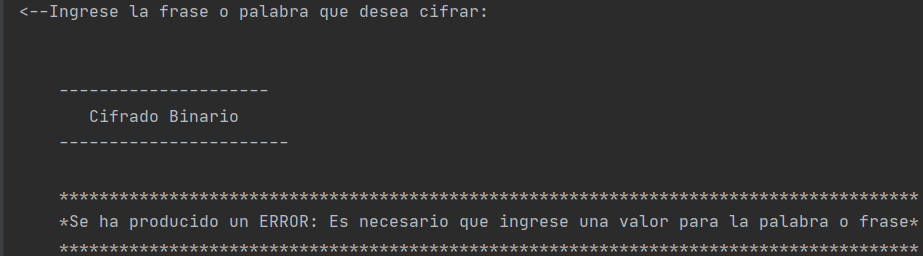 <--Ingrese la frase o palabra que desea cifrar:
---------------------
Cifrado Binario
-----------------------
**************************************************************************************
*Se ha producido un ERROR: Es necesario que ingrese una valor para la palabra o frase*
**************************************************************************************